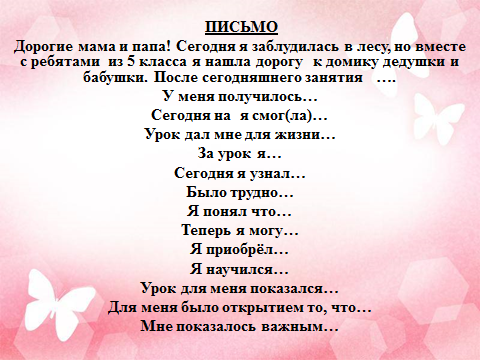 ПИСЬМО
Дорогие мама и папа! Сегодня я заблудилась в лесу, но вместе
с ребятами из 5 класса я нашла дорогу к домику дедушки и
бабушки. После сегодняшнего занятия ….
У меня получилось…
Сегодня на я смог(ла)…
Урок дал мне для жизни…
За урок я…
Сегодня я узнал…
Было трудно…
Я понял что…
Теперь я могу…
Я приобрёл…
Я научился…
Урок для меня показался…
Для меня было открытием то, что…
Мне показалось важным…